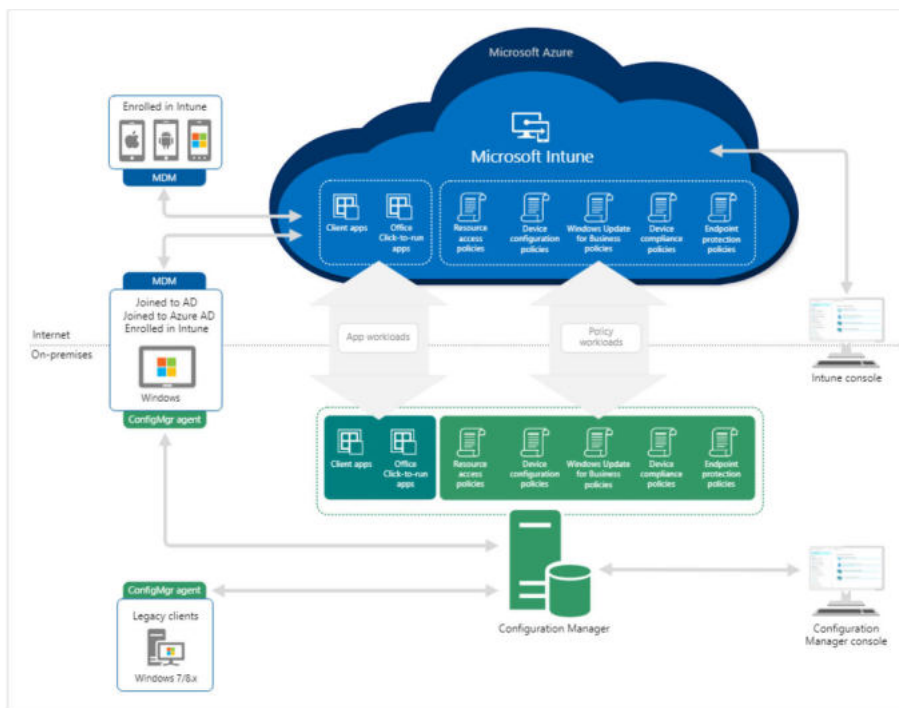 Microsoft Azure
Enrolled in Intune
MDM
Microsoft Intune
Client apps
Office
Click-to-run
apps
Resource
access
policies
Device
configuration
policies
Windows Update
for Business
policies
Device
compliance
policies
Endpoint
protection
policies
MDM
Joined to AD
Joined to Azure AD
Enrolled in Intune
Windows
ConfigMgr agent
Internet
On-premises
App workloads
Policy
workloads
Intune console
Client apps
Office
Click-to-run
apps
Resource
access
policies
Device
configuration
policies
Windows Update
for Business
policies
Device
compliance
policies
Endpoint
protection
policies
ConfigMgr agent
Legacy clients
Windows 7/8.x
Configuration Manager
Configuration
Manager console